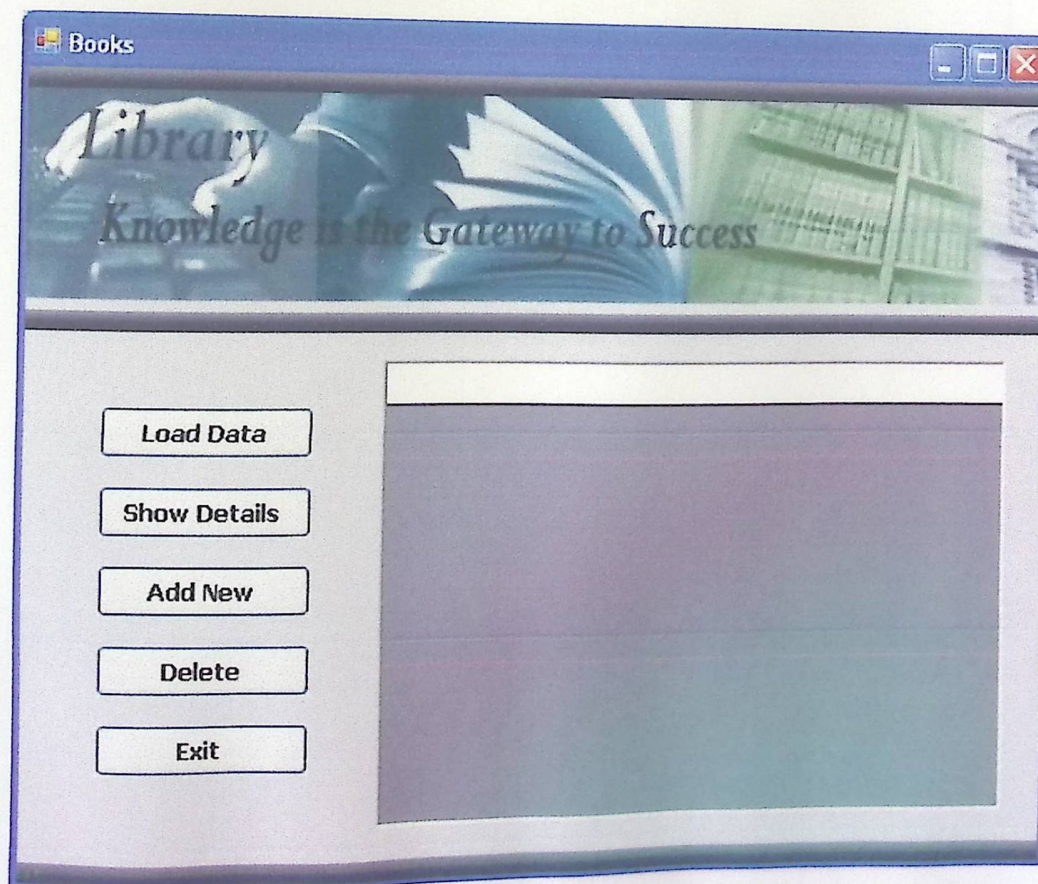 Books
Library
Knowledge is the Gateway to Success
Load Data
Show Details
Add New
Delete
Exit